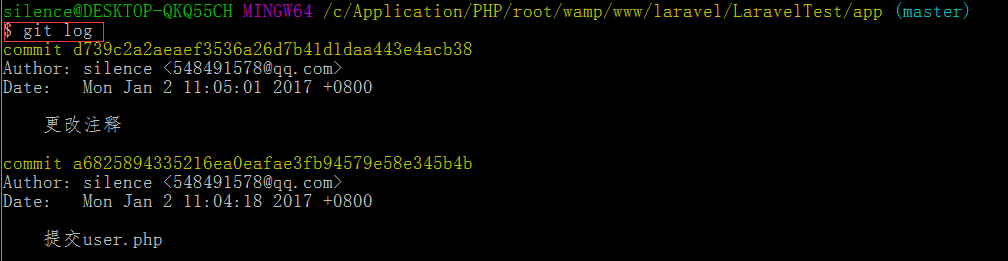 silence@DESKTOP-QKQ55CH MINGW64 /c/Application/PHP/root/wamp/www/laravel/LaravelTest/app (master)
$ git log
commit d739c2a2aeaef3536a26d7b41d1daa443e4acb38
Author: silence <548491578@qq.com>
Date:   Mon Jan 2 11:05:01 2017 +0800
更改注释
commit a6825894335216ea0eafae3fb94579e58e345b4b
Author: silence <548491578@qq.com>
Date:   Mon Jan 2 11:04:18 2017 +0800
提交user.php